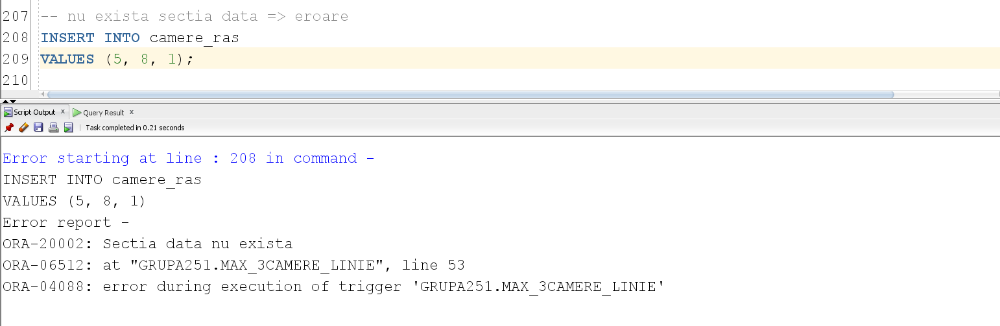 207 -- nu exista sectia data => eroare
208 INSERT INTO camere_ras
209 VALUES (5, 8, 1);
210
Script Output x Query Result x
Task completed in 0.21 seconds
Error starting at line : 208 in command -
INSERT INTO camere_ras
VALUES (5, 8, 1)
Error report -
ORA-20002: Sectia data nu exista
ORA-06512: at "GRUPA251.MAX_3CAMERE_LINIE", line 53
ORA-04088: error during execution of trigger 'GRUPA251.MAX_3CAMERE_LINIE'